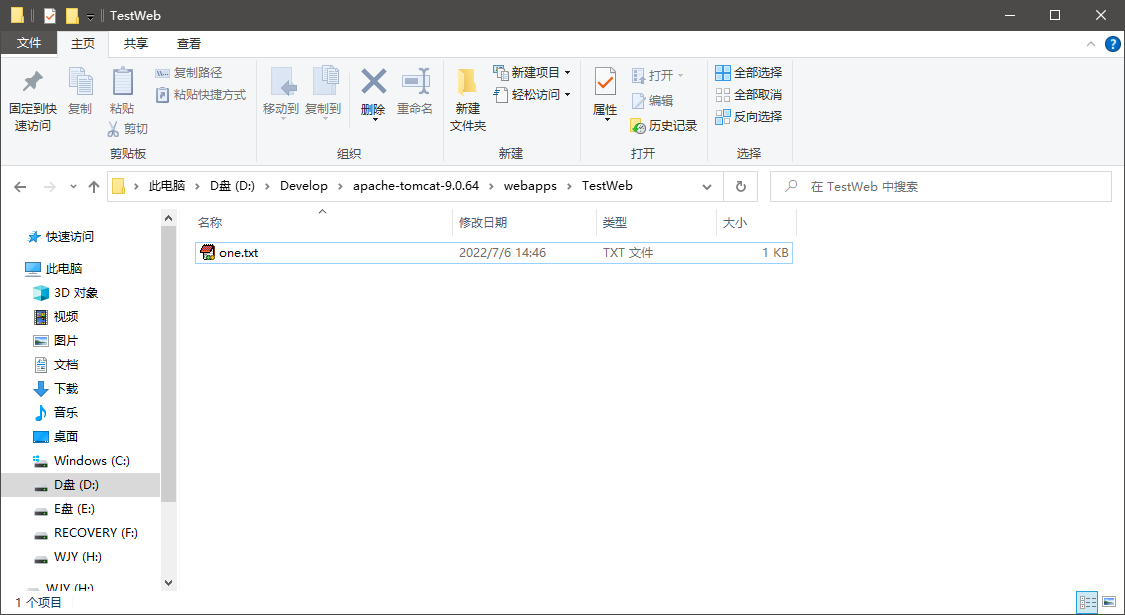 TestWeb
文件 主页 共享 查看
固定到快速访问
复制
粘贴
复制路径
粘贴快捷方式
剪切
剪贴板
移动到
复制到
删除
重命名
组织
新建文件夹
新建项目
轻松访问
新建
属性
打开
编辑
历史记录
打开
全部选择
全部取消
反向选择
选择
此电脑 > D盘 (D:) > Develop > apache-tomcat-9.0.64 > webapps > TestWeb
在 TestWeb 中搜索
名称 修改日期 类型 大小
one.txt 2022/7/6 14:46 TXT 文件 1 KB
快速访问
此电脑
3D 对象
视频
图片
文档
下载
音乐
桌面
Windows (C:)
D盘 (D:)
E盘 (E:)
RECOVERY (F:)
WJY (H:)
WJY (H:)
1 个项目